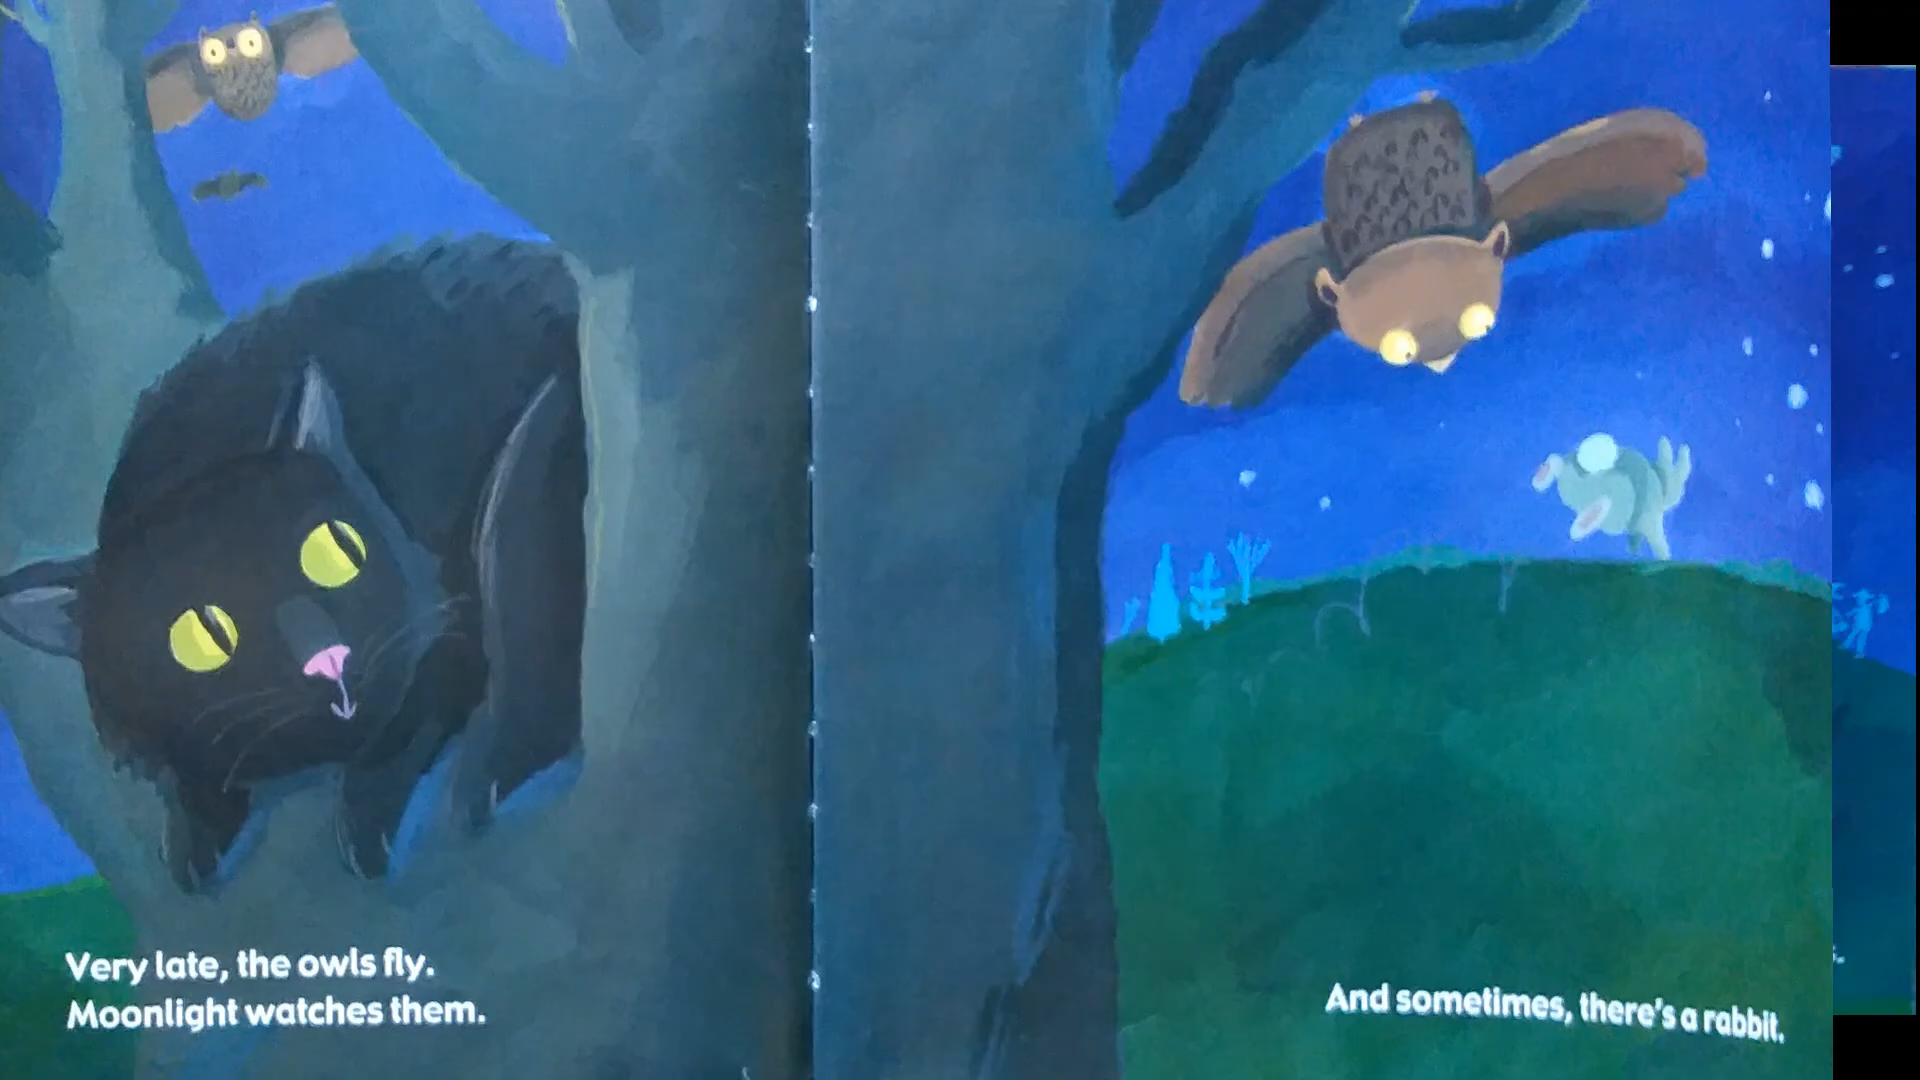 Very late, the owls fly.
Moonlight watches them.
And sometimes, there's a rabbit.